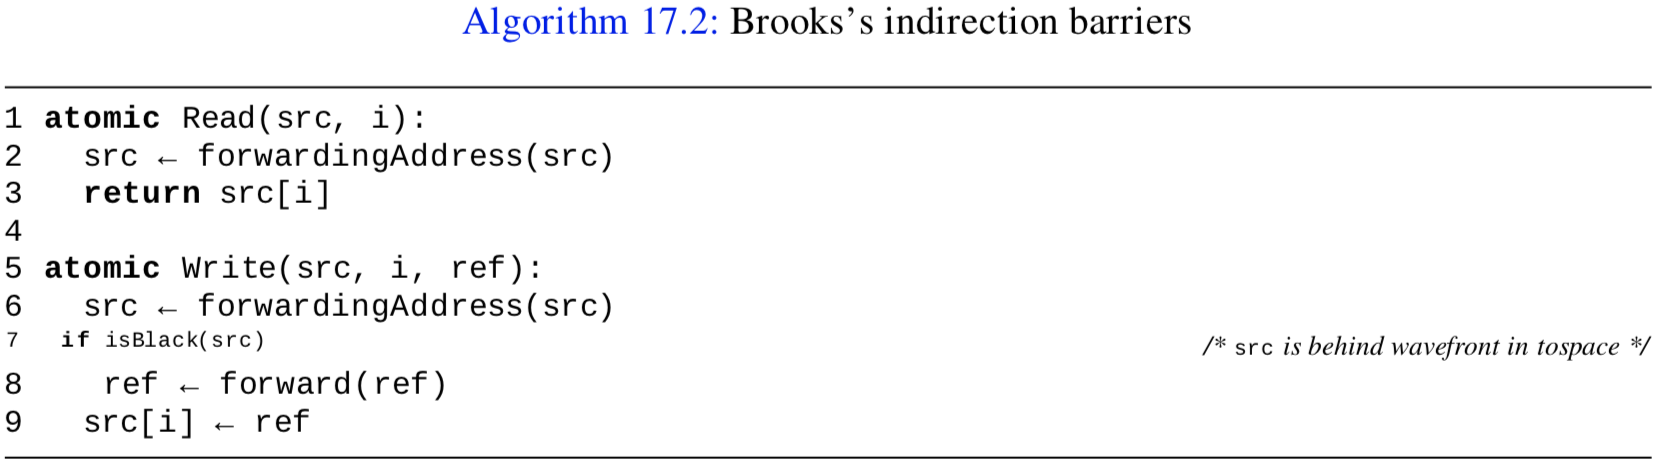 Algorithm 17.2: Brooks’s indirection barriers
1 atomic Read(src, i):
2   src ← forwardingAddress(src)
3   return src[i]
4
5 atomic Write(src, i, ref):
6   src ← forwardingAddress(src)
7   if isBlack(src) /* src is behind wavefront in tospace */
8     ref ← forward(ref)
9   src[i] ← ref